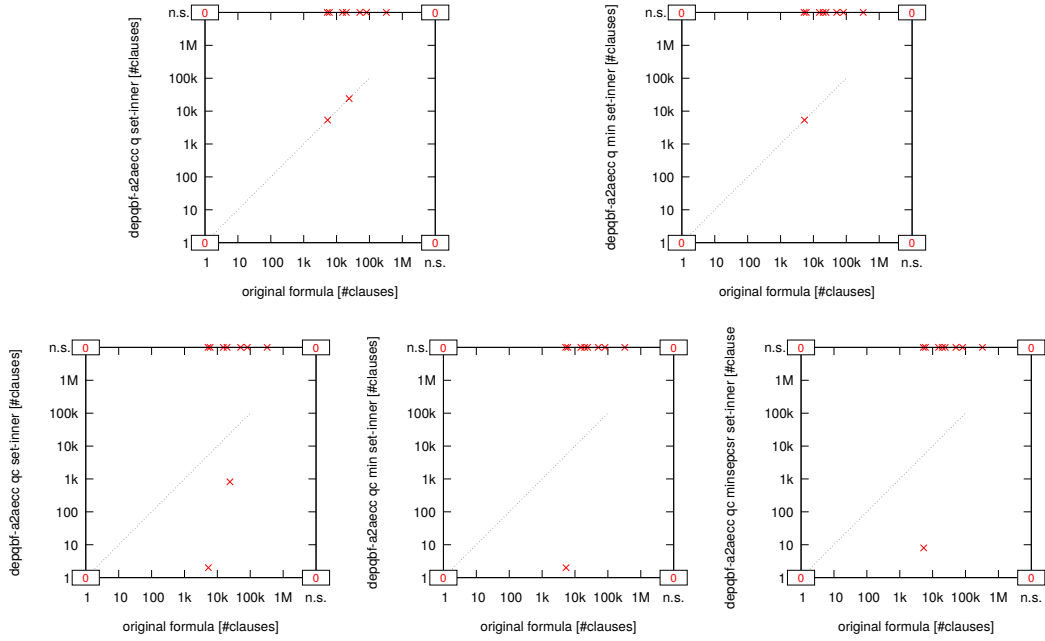 n.s. 0 0
1M
100k
10k
1k
100
10
1 0 0
1 10 100 1k 10k 100k 1M n.s.
original formula [#clauses]
depqbf-a2aecc q set-inner [#clauses]
n.s. 0 0
1M
100k
10k
1k
100
10
1 0 0
1 10 100 1k 10k 100k 1M n.s.
original formula [#clauses]
depqbf-a2aecc q min set-inner [#clauses]
n.s. 0 0
1M
100k
10k
1k
100
10
1 0 0
1 10 100 1k 10k 100k 1M n.s.
original formula [#clauses]
depqbf-a2aecc qc set-inner [#clauses]
n.s. 0 0
1M
100k
10k
1k
100
10
1 0 0
1 10 100 1k 10k 100k 1M n.s.
original formula [#clauses]
depqbf-a2aecc qc min set-inner [#clauses]
n.s. 0 0
1M
100k
10k
1k
100
10
1 0 0
1 10 100 1k 10k 100k 1M n.s.
original formula [#clauses]
depqbf-a2aecc qc minsepcsr set-inner [#clause